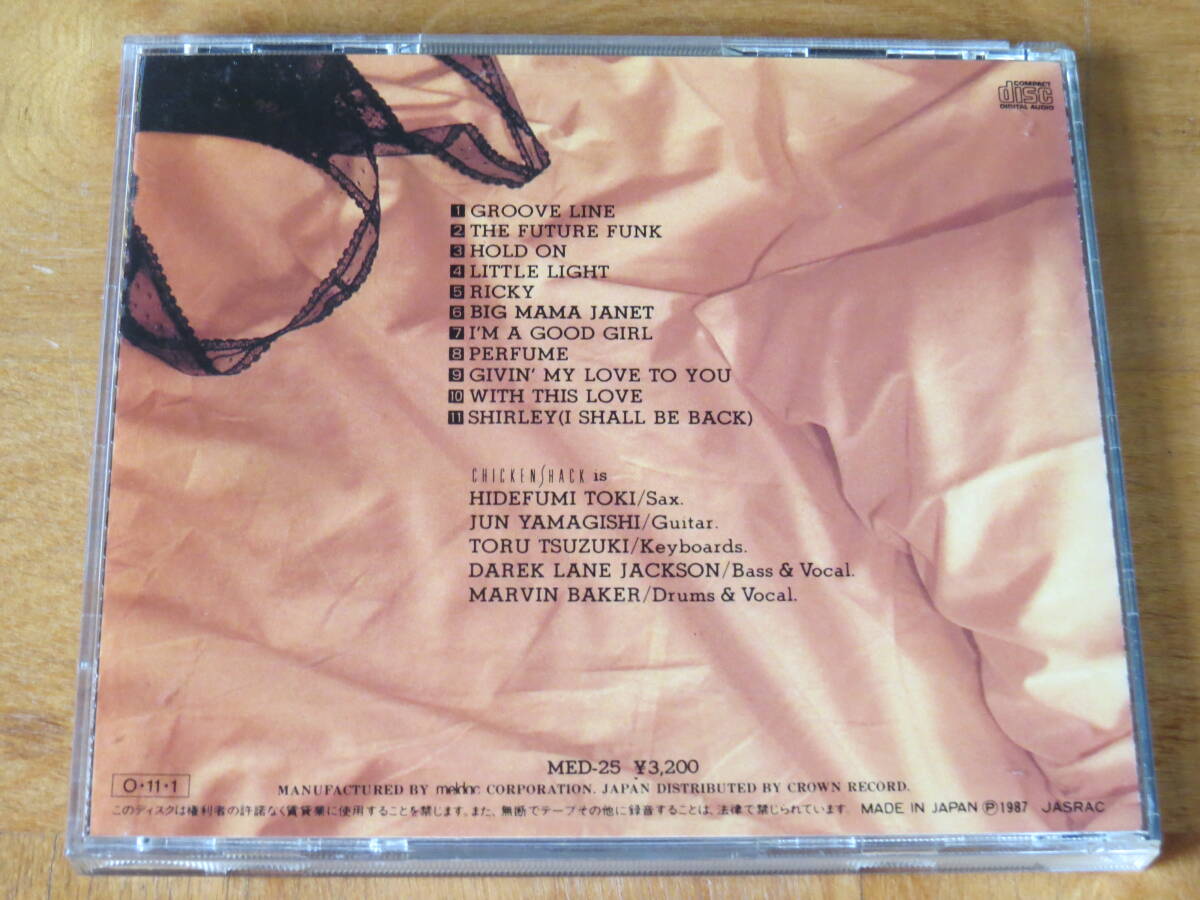 COMPACT
disc
DIGITAL AUDIO
1 GROOVE LINE
2 THE FUTURE FUNK
3 HOLD ON
4 LITTLE LIGHT
5 RICKY
6 BIG MAMA JANET
7 I'M A GOOD GIRL
8 PERFUME
9 GIVIN' MY LOVE TO YOU
10 WITH THIS LOVE
11 SHIRLEY(I SHALL BE BACK)
CHICKENSHACK is
HIDEFUMI TOKI/Sax.
JUN YAMAGISHI/Guitar.
TORU TSUZUKI/Keyboards.
DAREK LANE JACKSON/Bass & Vocal.
MARVIN BAKER/Drums & Vocal.
MED-25 ¥3,200
O・11・1
MANUFACTURED BY meldac CORPORATION. JAPAN DISTRIBUTED BY CROWN RECORD.
このディスクは権利者の許諾なく賃貸業に使用することを禁じます。また、無断でテープその他に録音することは、法律で禁じられています。 MADE IN JAPAN Ⓟ1987 JASRAC